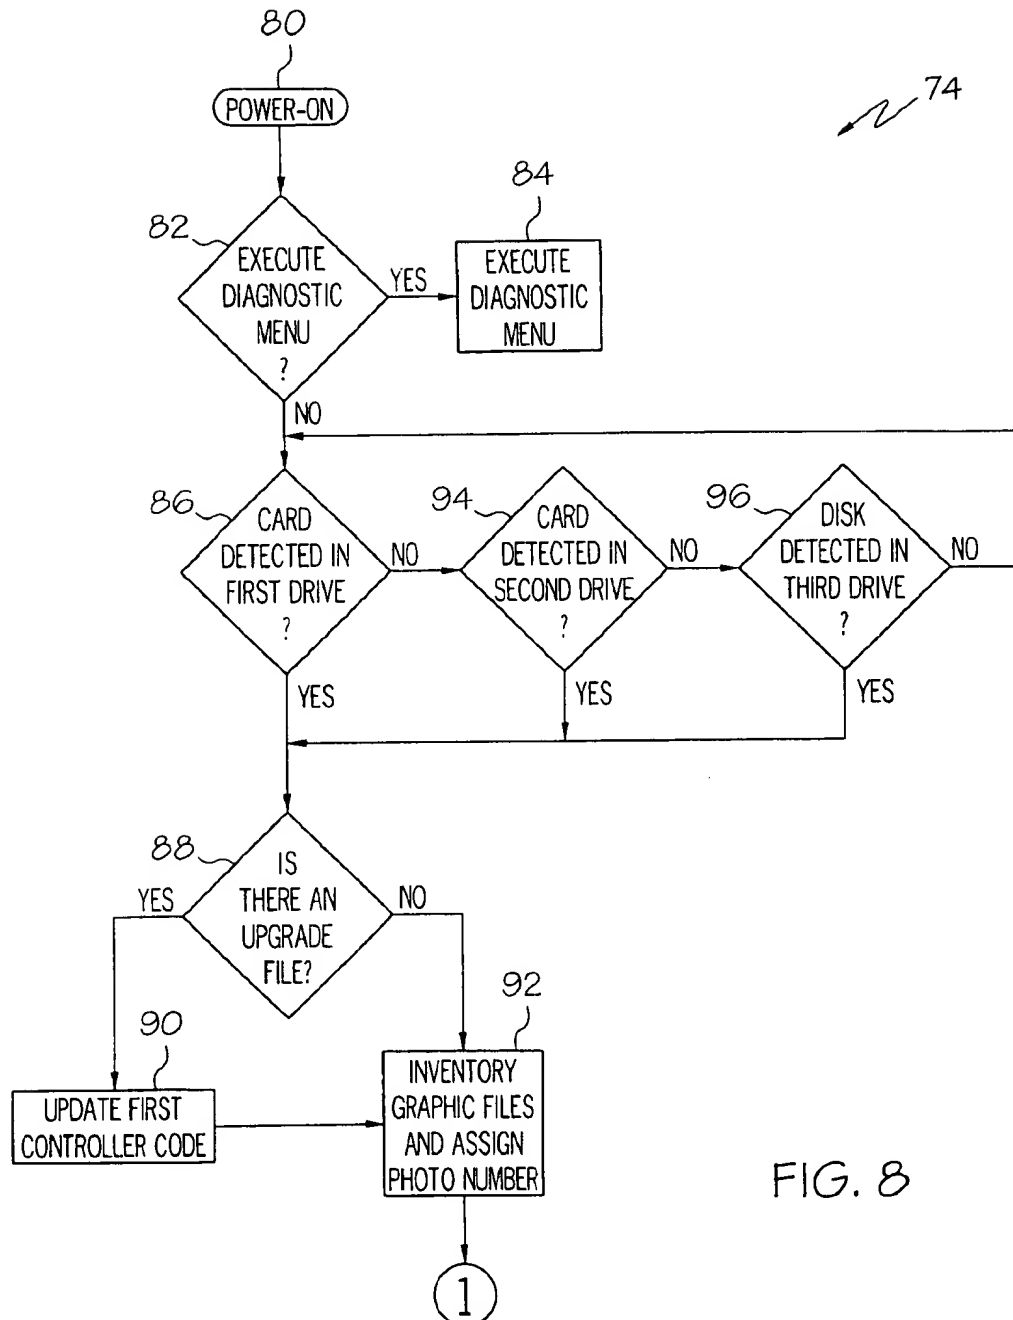 80
POWER-ON
74
82
EXECUTE
DIAGNOSTIC
MENU
?
YES
84
EXECUTE
DIAGNOSTIC
MENU
NO
86
CARD
DETECTED IN
FIRST DRIVE
?
NO
94
CARD
DETECTED IN
SECOND DRIVE
?
NO
96
DISK
DETECTED IN
THIRD DRIVE
?
NO
YES
YES
YES
88
IS
THERE AN
UPGRADE
FILE?
YES
NO
90
UPDATE FIRST
CONTROLLER CODE
92
INVENTORY
GRAPHIC FILES
AND ASSIGN
PHOTO NUMBER
1
FIG. 8